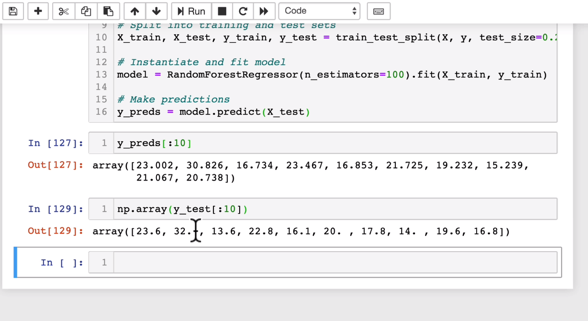 Run
Code
9 # Split into training and test sets
10 X_train, X_test, y_train, y_test = train_test_split(X, y, test_size=0.
11
12 # Instantiate and fit model
13 model = RandomForestRegressor(n_estimators=100).fit(X_train, y_train)
14
15 # Make predictions
16 y_preds = model.predict(X_test)
In [127]: 1 y_preds[:10]
Out[127]: array([23.002, 30.826, 16.734, 23.467, 16.853, 21.725, 19.232, 15.239,
21.067, 20.738])
In [129]: 1 np.array(y_test[:10])
Out[129]: array([23.6, 32. , 13.6, 22.8, 16.1, 20. , 17.8, 14. , 19.6, 16.8])
In [ ]: 1